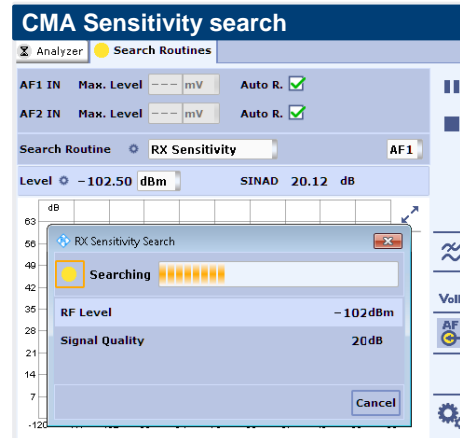 CMA Sensitivity search
Analyzer Search Routines
AF1 IN Max. Level --- mV Auto R.
AF2 IN Max. Level --- mV Auto R.
Search Routine RX Sensitivity AF1
Level -102.50 dBm SINAD 20.12 dB
dB
63
56
RX Sensitivity Search
49
Searching
42
35
RF Level -102dBm
28
Signal Quality 20dB
21
14
7
Cancel
-120
AF